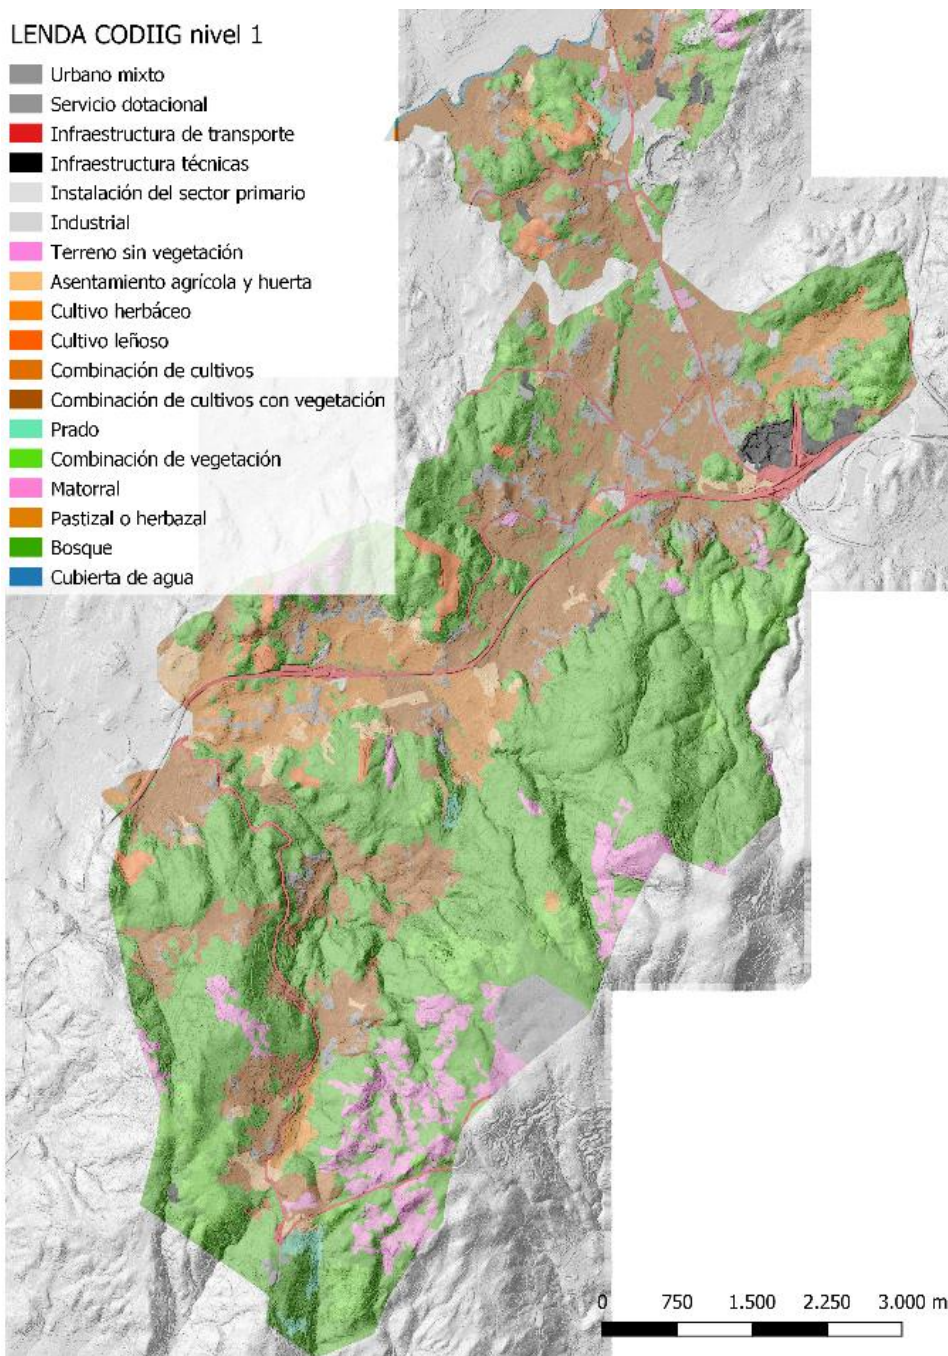 LENDA CODIIG nivel 1
Urbano mixto
Servicio dotacional
Infraestructura de transporte
Infraestructura técnicas
Instalación del sector primario
Industrial
Terreno sin vegetación
Asentamiento agrícola y huerta
Cultivo herbáceo
Cultivo leñoso
Combinación de cultivos
Combinación de cultivos con vegetación
Prado
Combinación de vegetación
Matorral
Pastizal o herbazal
Bosque
Cubierta de agua
0 750 1.500 2.250 3.000 m